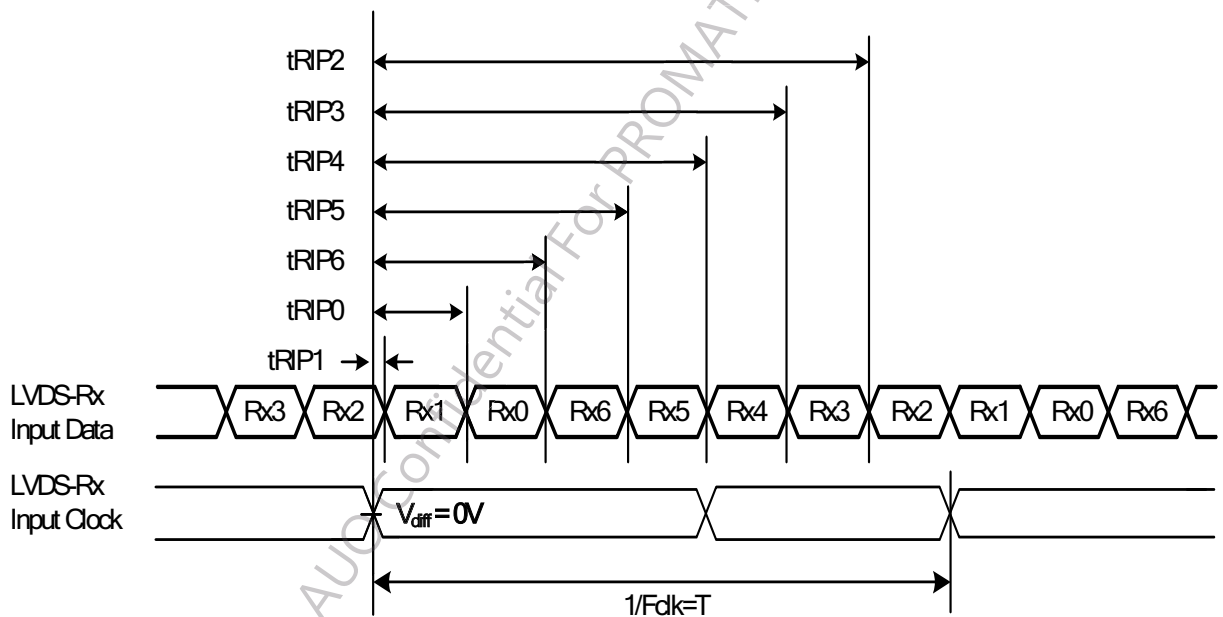 tRIP2
tRIP3
tRIP4
tRIP5
tRIP6
tRIP0
tRIP1
LVDS-Rx
Input Data
Rx3 Rx2 Rx1 Rx0 Rx6 Rx5 Rx4 Rx3 Rx2 Rx1 Rx0 Rx6
LVDS-Rx
Input Clock
Vdiff = 0V
1/Fclk=T
AUO Confidential For PROMAT